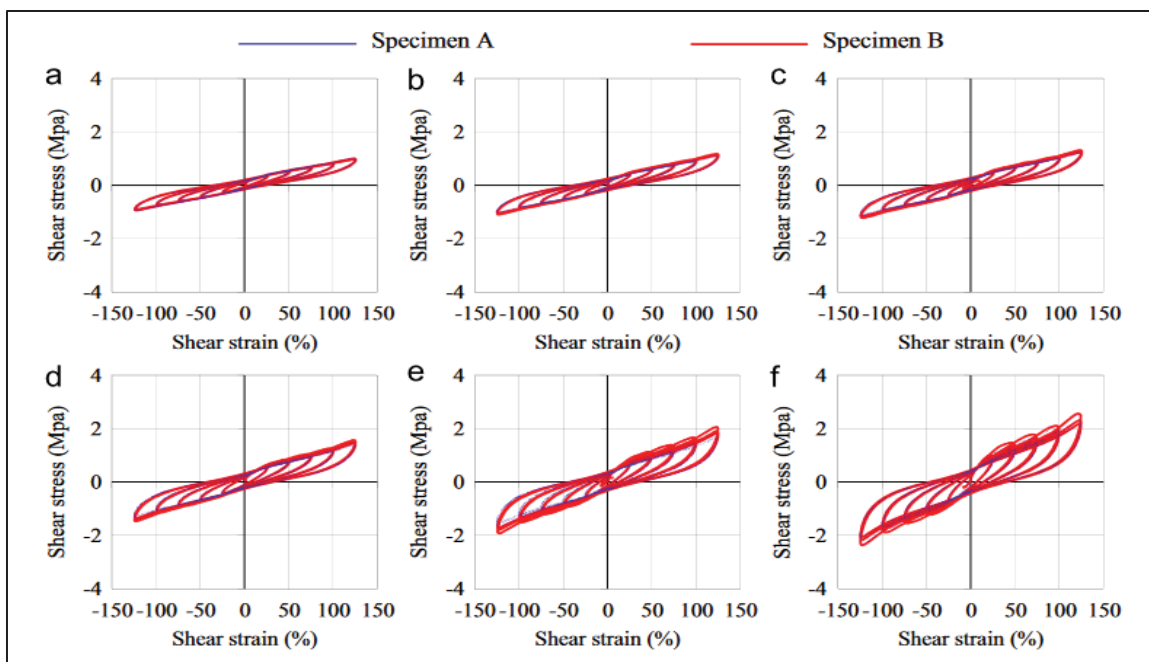 Specimen A Specimen B
a b c
4 4 4
2 2 2
0 0 0
-2 -2 -2
-4 -4 -4
Shear stress (Mpa) Shear stress (Mpa) Shear stress (Mpa)
-150 -100 -50 0 50 100 150 -150 -100 -50 0 50 100 150 -150 -100 -50 0 50 100 150
Shear strain (%) Shear strain (%) Shear strain (%)
d e f
4 4 4
2 2 2
0 0 0
-2 -2 -2
-4 -4 -4
Shear stress (Mpa) Shear stress (Mpa) Shear stress (Mpa)
-150 -100 -50 0 50 100 150 -150 -100 -50 0 50 100 150 -150 -100 -50 0 50 100 150
Shear strain (%) Shear strain (%) Shear strain (%)